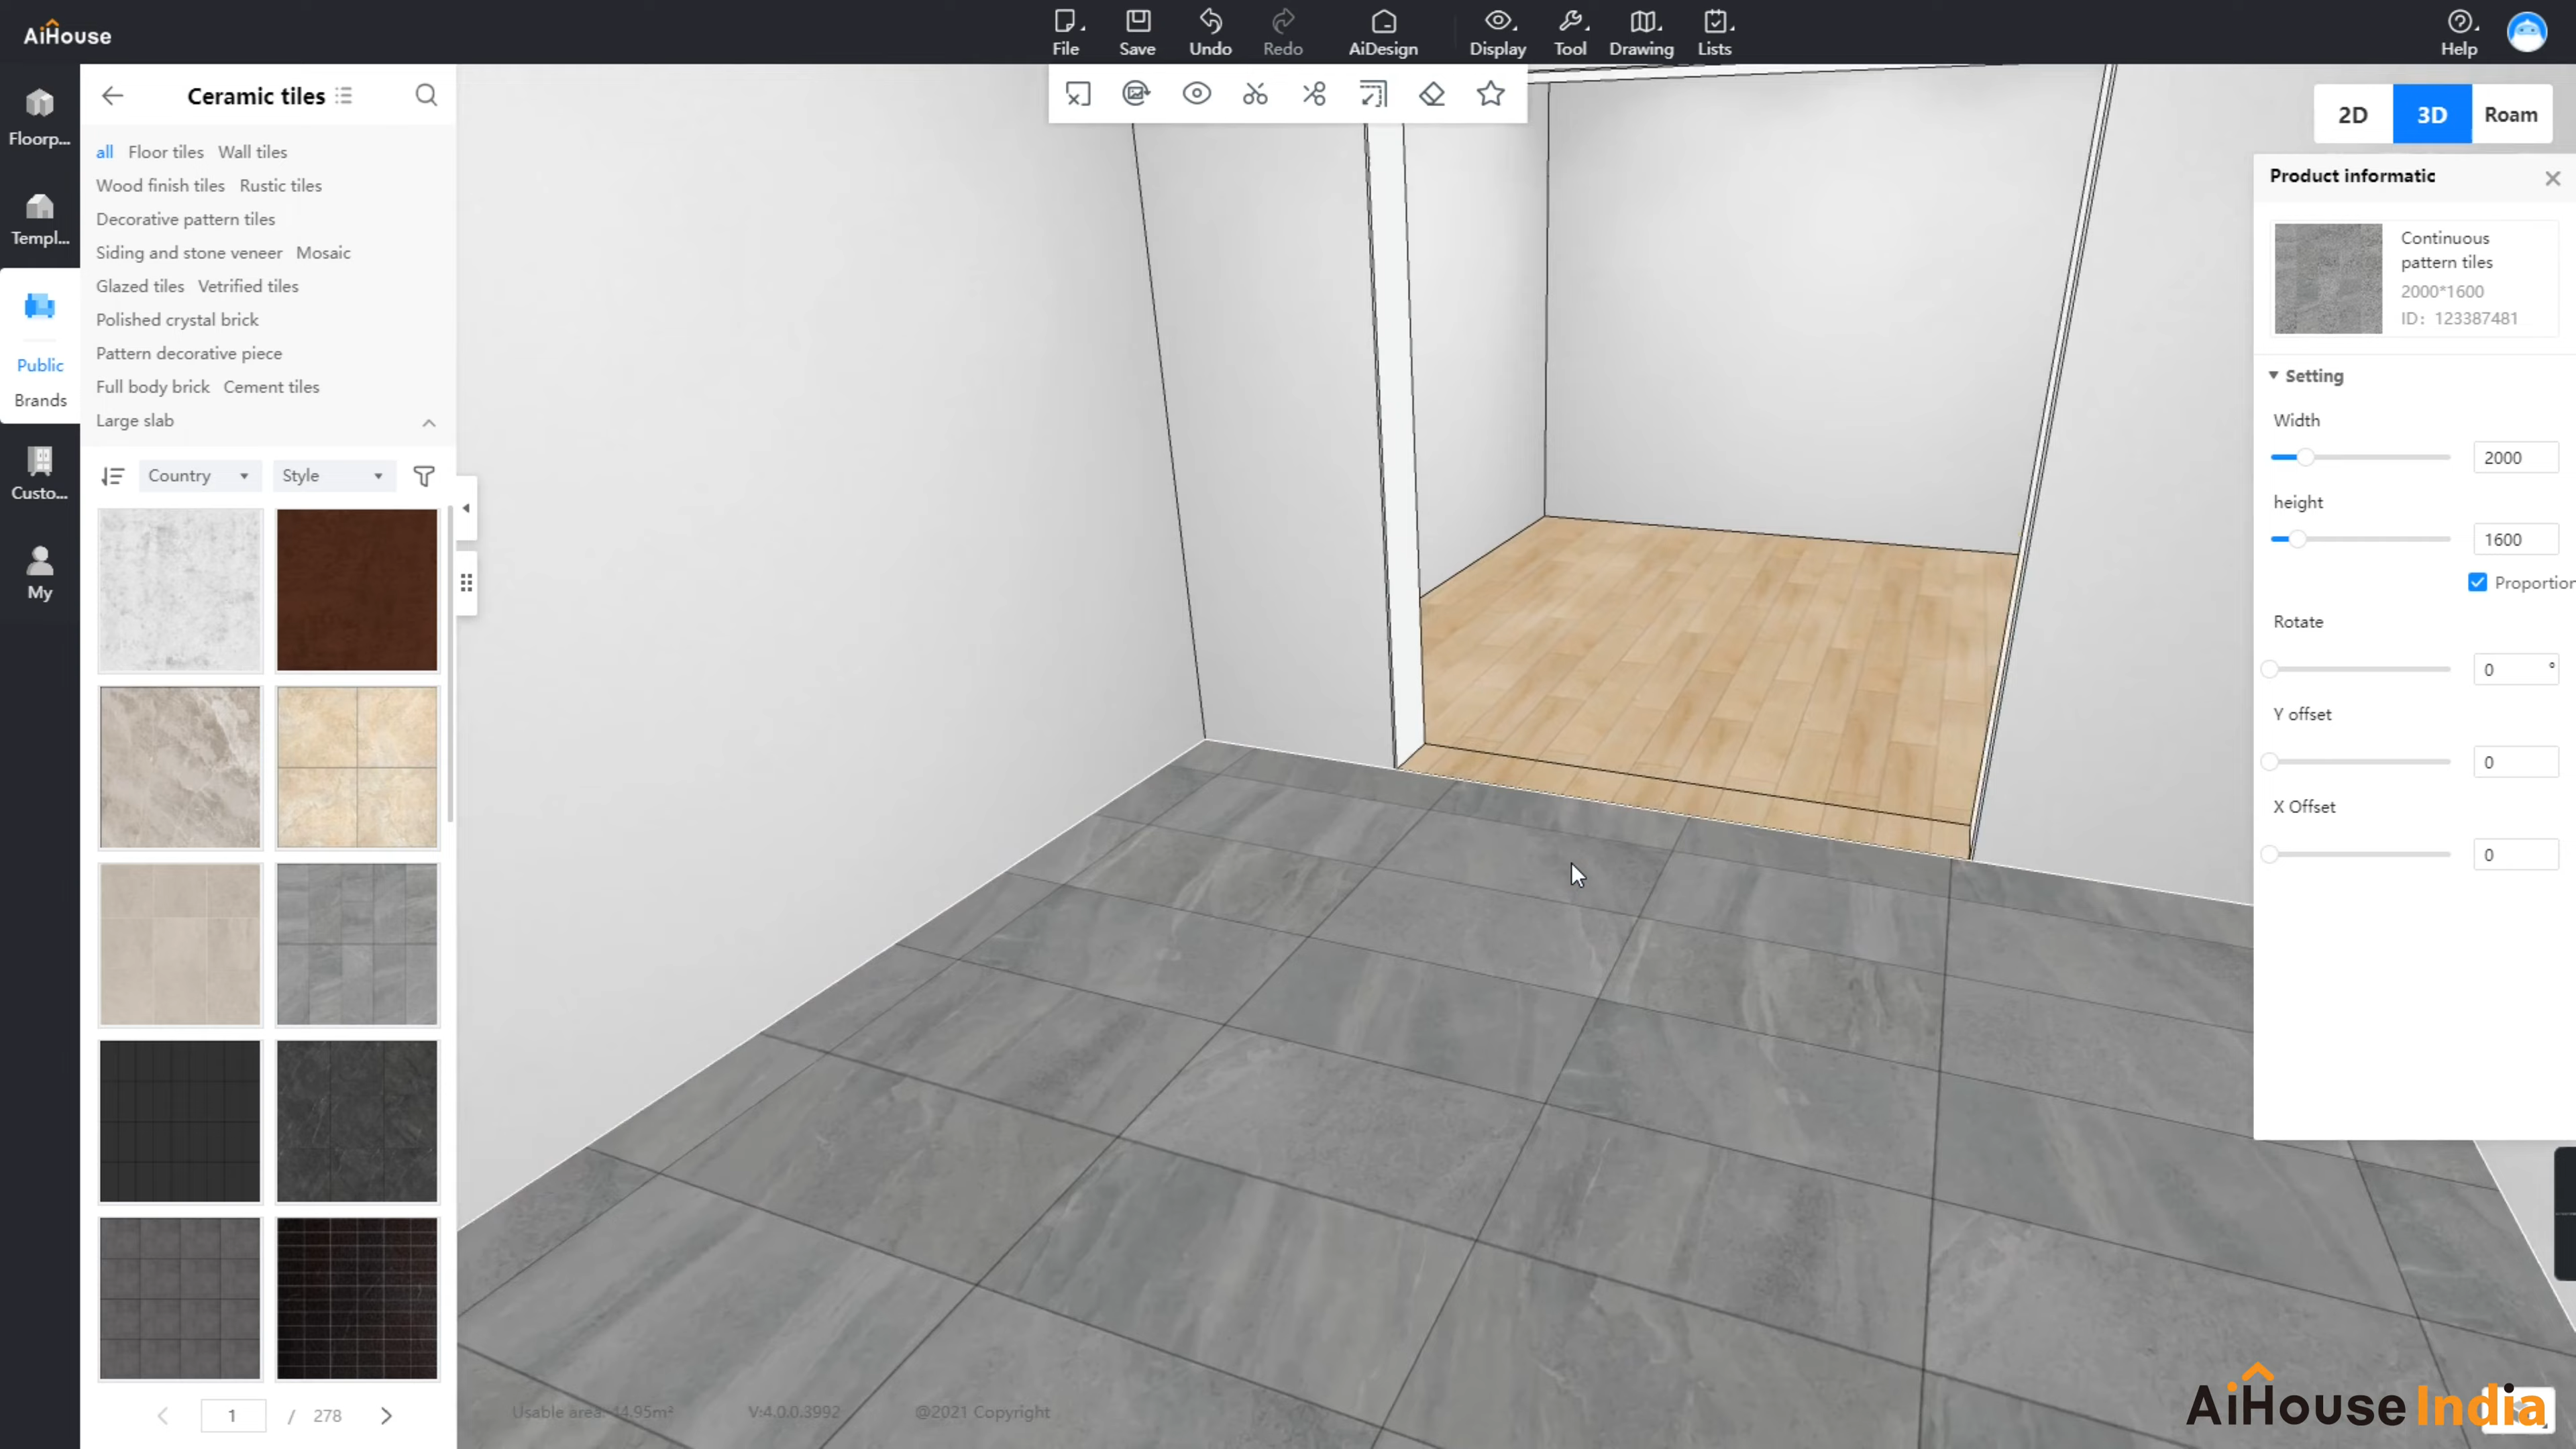 AiHouse
File
Save
Undo
Redo
AiDesign
Display
Tool
Drawing
Lists
Help
Floorp...
Templ...
Public
Brands
Custo...
My
Ceramic tiles
all Floor tiles Wall tiles
Wood finish tiles Rustic tiles
Decorative pattern tiles
Siding and stone veneer Mosaic
Glazed tiles Vetrified tiles
Polished crystal brick
Pattern decorative piece
Full body brick Cement tiles
Large slab
Country
Style
1 / 278
2D
3D
Roam
Product informatic
Continuous
pattern tiles
2000*1600
ID: 123387481
Setting
Width
2000
height
1600
Proportion
Rotate
0 °
Y offset
0
X Offset
0
Usable area: 44.95m²
V:4.0.0.3992
@2021 Copyright
AiHouse India